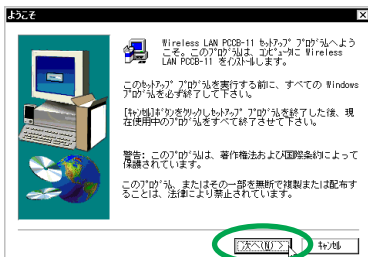 ようこそ
Wireless LAN PCCB-11 ｾｯﾄｱｯﾌﾟ ﾌﾟﾛｸﾞﾗﾑへよう
こそ。このﾌﾟﾛｸﾞﾗﾑは、ｺﾝﾋﾟｭｰﾀに Wireless
LAN PCCB-11 をｲﾝｽﾄｰﾙします。
このｾｯﾄｱｯﾌﾟ ﾌﾟﾛｸﾞﾗﾑを実行する前に、すべての Windows
ﾌﾟﾛｸﾞﾗﾑを必ず終了して下さい。
[ｷｬﾝｾﾙ]ﾎﾞﾀﾝをｸﾘｯｸしｾｯﾄｱｯﾌﾟ ﾌﾟﾛｸﾞﾗﾑを終了した後、現
在使用中のﾌﾟﾛｸﾞﾗﾑをすべて終了させて下さい。
警告: このﾌﾟﾛｸﾞﾗﾑは、著作権法および国際条約によって
保護されています。
このﾌﾟﾛｸﾞﾗﾑ、またはその一部を無断で複製または配布す
ることは、法律により禁止されています。
次へ(N) > ｷｬﾝｾﾙ